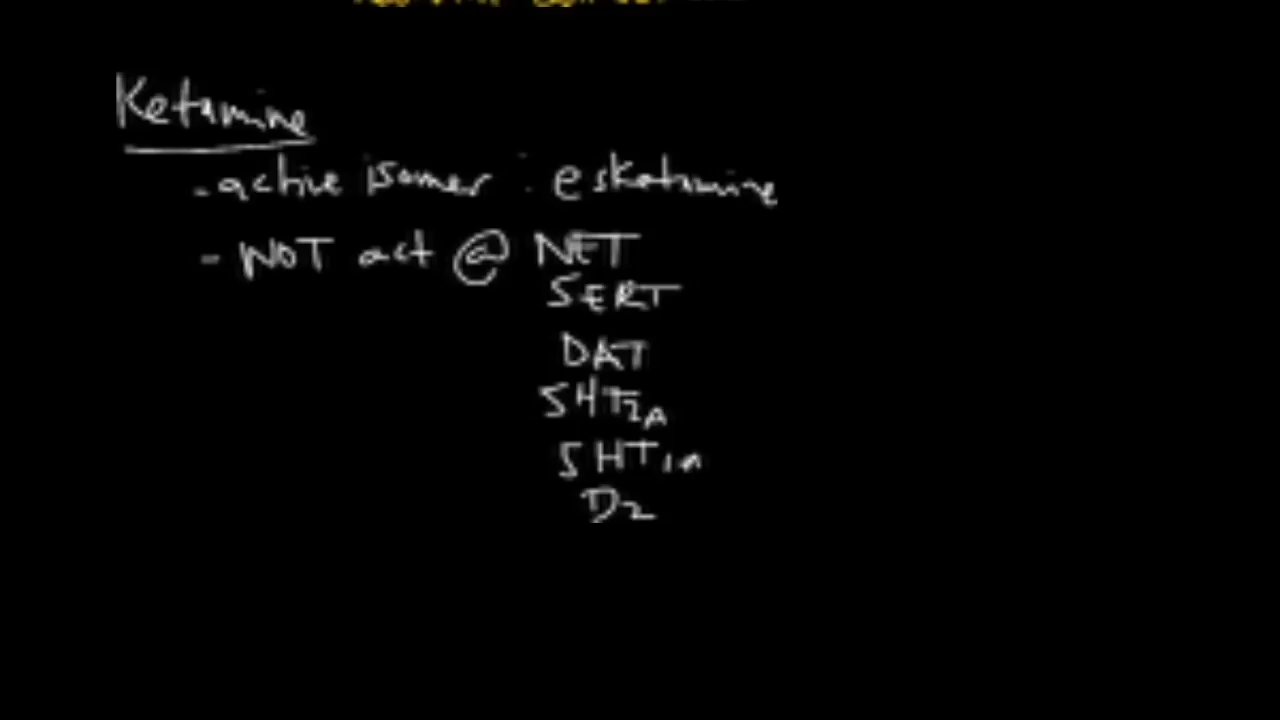 Ketamine
- active isomer : esketamine
- NOT act @ NET
SERT
DAT
5HT2A
5HT1A
D2